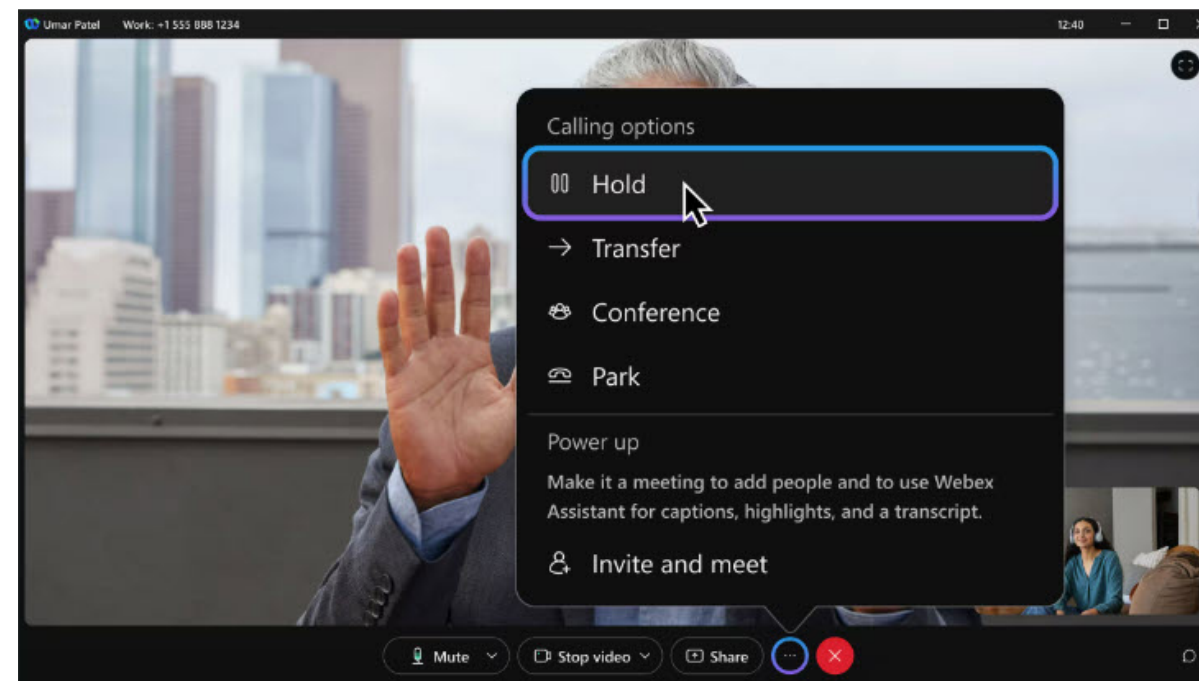 Umar Patel Work: +1 555 888 1234 12:40
Calling options
Hold
Transfer
Conference
Park
Power up
Make it a meeting to add people and to use Webex
Assistant for captions, highlights, and a transcript.
Invite and meet
Mute Stop video Share